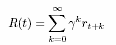 R(t) = \sum_{k=0}^{\infty} \gamma^k r_{t+k}